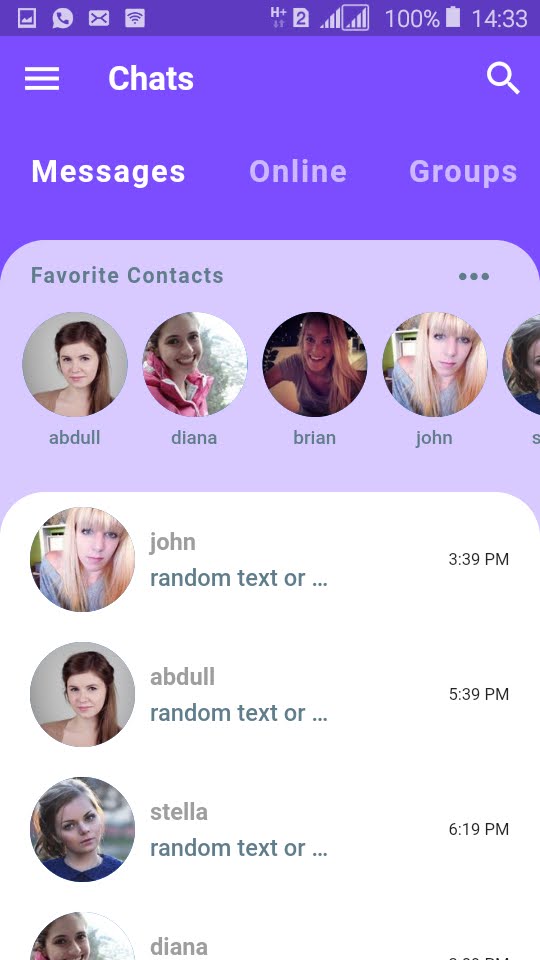 H+ 2 100% 14:33
Chats
Messages Online Groups
Favorite Contacts
abdull diana brian john s
john
random text or ...
3:39 PM
abdull
random text or ...
5:39 PM
stella
random text or ...
6:19 PM
diana